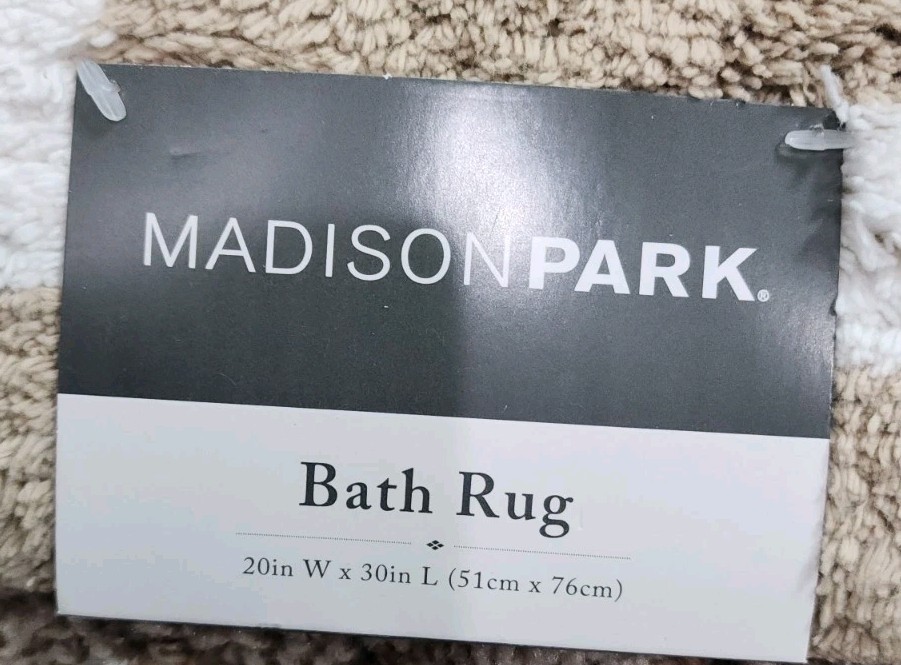 MADISONPARK®
Bath Rug
20in W x 30in L (51cm x 76cm)